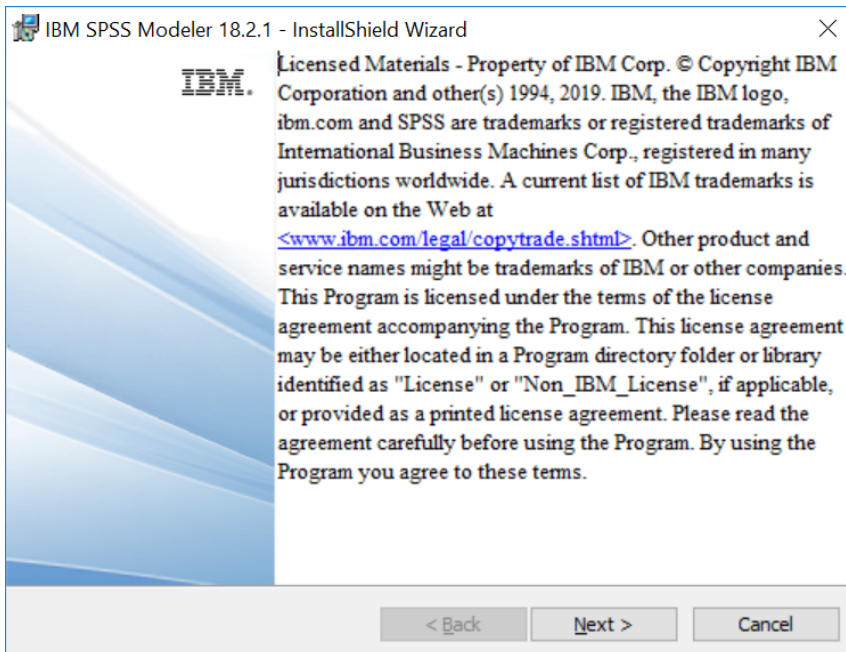 IBM SPSS Modeler 18.2.1 - InstallShield Wizard
IBM.
Licensed Materials - Property of IBM Corp. © Copyright IBM
Corporation and other(s) 1994, 2019. IBM, the IBM logo,
ibm.com and SPSS are trademarks or registered trademarks of
International Business Machines Corp., registered in many
jurisdictions worldwide. A current list of IBM trademarks is
available on the Web at
<www.ibm.com/legal/copytrade.shtml>. Other product and
service names might be trademarks of IBM or other companies.
This Program is licensed under the terms of the license
agreement accompanying the Program. This license agreement
may be either located in a Program directory folder or library
identified as "License" or "Non_IBM_License", if applicable,
or provided as a printed license agreement. Please read the
agreement carefully before using the Program. By using the
Program you agree to these terms.
< Back
Next >
Cancel